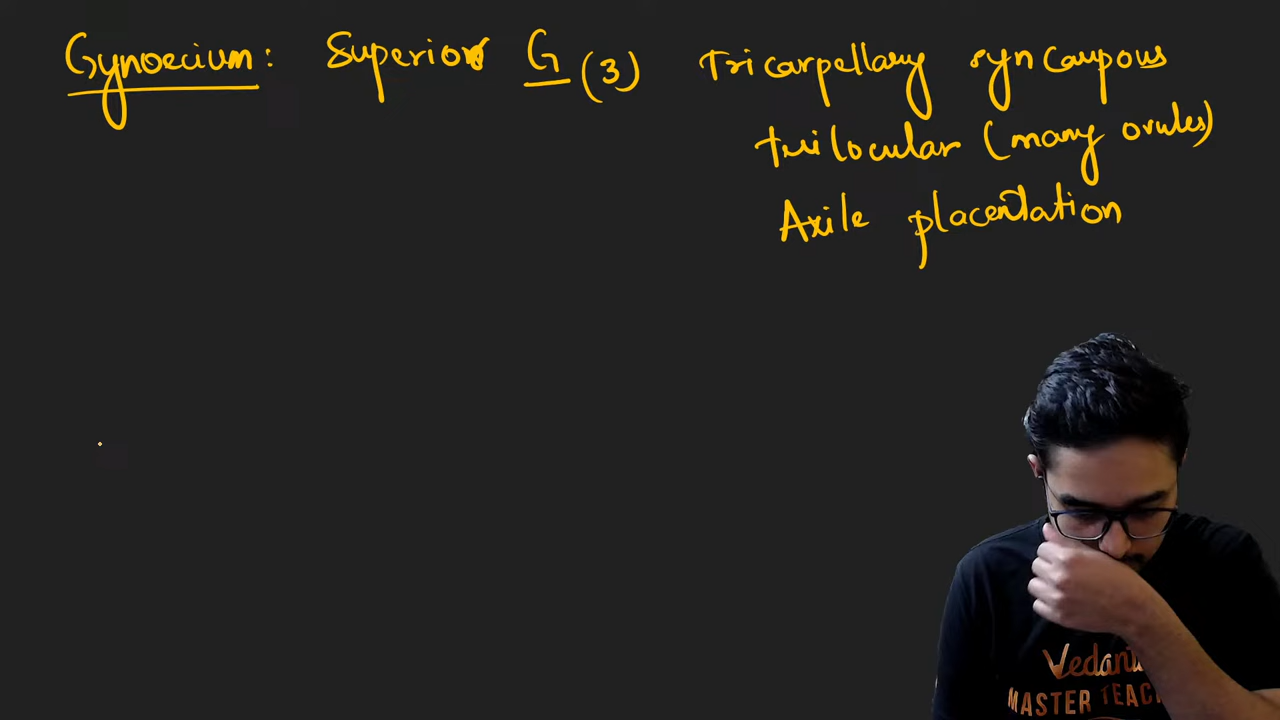 Gynoecium: Superior G (3) Tricarpellary syncarpous
trilocular (many ovules)
Axile placentation
Vedantu
MASTER TEACH